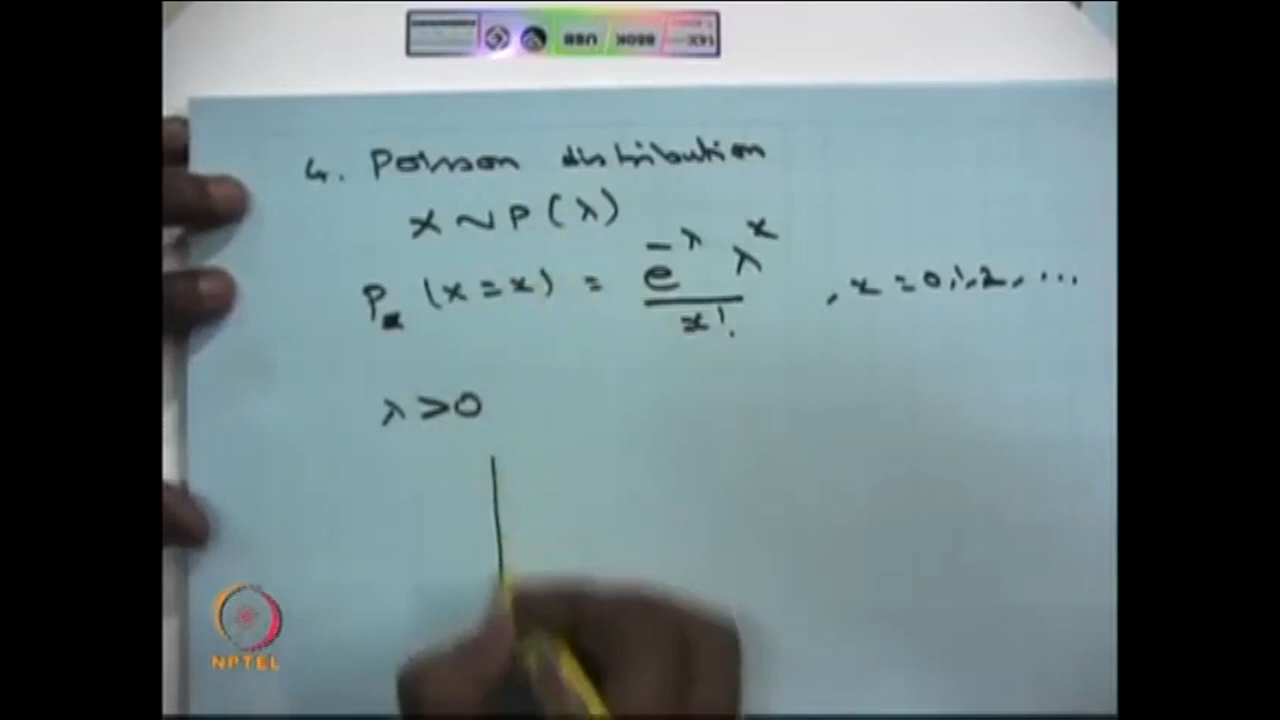 4. Poisson distribution
X ~ P(λ)
P_x (X = x) = e^{-λ} λ^x / x! , x = 0, 1, 2, ...
λ > 0
NPTEL